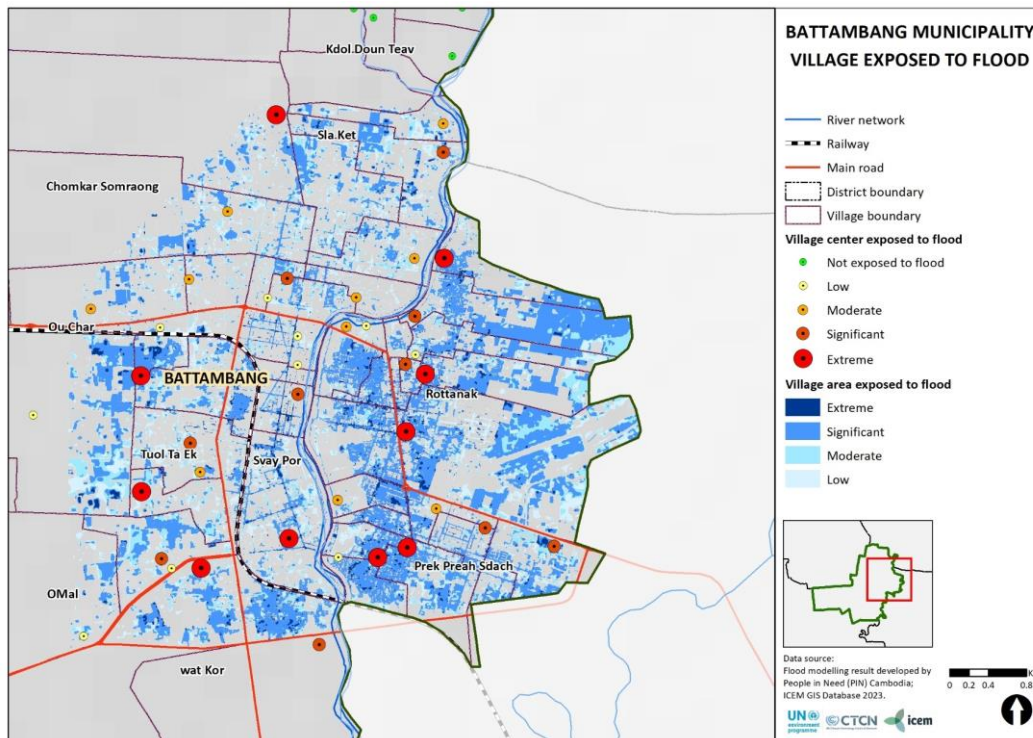 Kdol Doun Teav
Sla Ket
Chomkar Somraong
Ou Char
BATTAMBANG
Rottanak
Tuol Ta Ek
Svay Por
Prek Preah Sdach
OMal
wat Kor
BATTAMBANG MUNICIPALITY
VILLAGE EXPOSED TO FLOOD
River network
Railway
Main road
District boundary
Village boundary
Village center exposed to flood
Not exposed to flood
Low
Moderate
Significant
Extreme
Village area exposed to flood
Extreme
Significant
Moderate
Low
Data source:
Flood modelling result developed by
People in Need (PIN) Cambodia;
ICEM GIS Database 2023.
K
0 0.2 0.4 0.8
UN
environment
programme
CTCN
icem